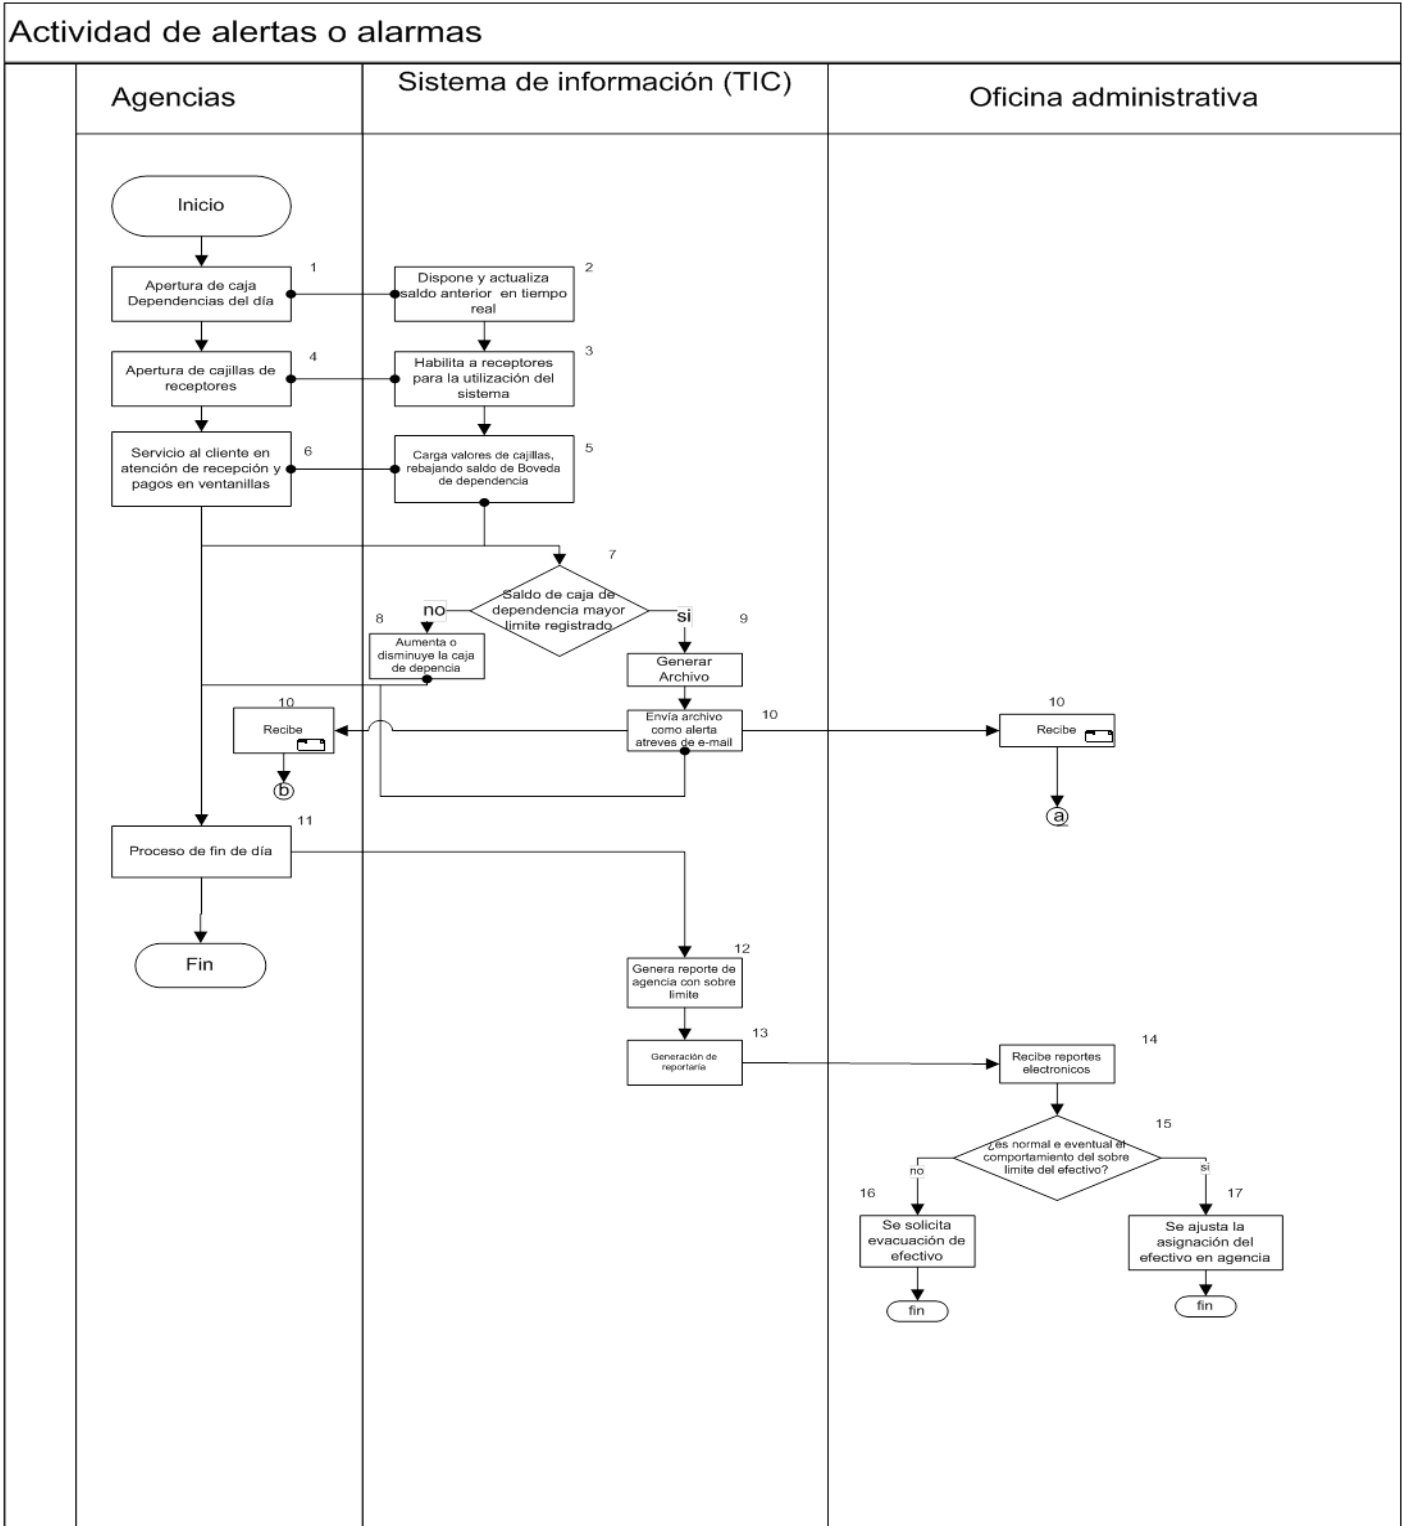 Actividad de alertas o alarmas
Agencias
Sistema de información (TIC)
Oficina administrativa
Inicio
1
Apertura de caja
Dependencias del día
2
Dispone y actualiza
saldo anterior en tiempo
real
4
Apertura de cajillas de
receptores
3
Habilita a receptores
para la utilización del
sistema
6
Servicio al cliente en
atención de recepción y
pagos en ventanillas
5
Carga valores de cajillas,
rebajando saldo de Boveda
de dependencia
7
Saldo de caja de
dependencia mayor
limite registrado
no
si
8
Aumenta o
disminuye la caja
de depencia
9
Generar
Archivo
10
Recibe
b
10
Envía archivo
como alerta
atreves de e-mail
10
Recibe
a
11
Proceso de fin de día
Fin
12
Genera reporte de
agencia con sobre
limite
13
Generación de
reportaría
14
Recibe reportes
electronicos
15
¿es normal e eventual el
comportamiento del sobre
limite del efectivo?
no
si
16
Se solicita
evacuación de
efectivo
fin
17
Se ajusta la
asignación del
efectivo en agencia
fin